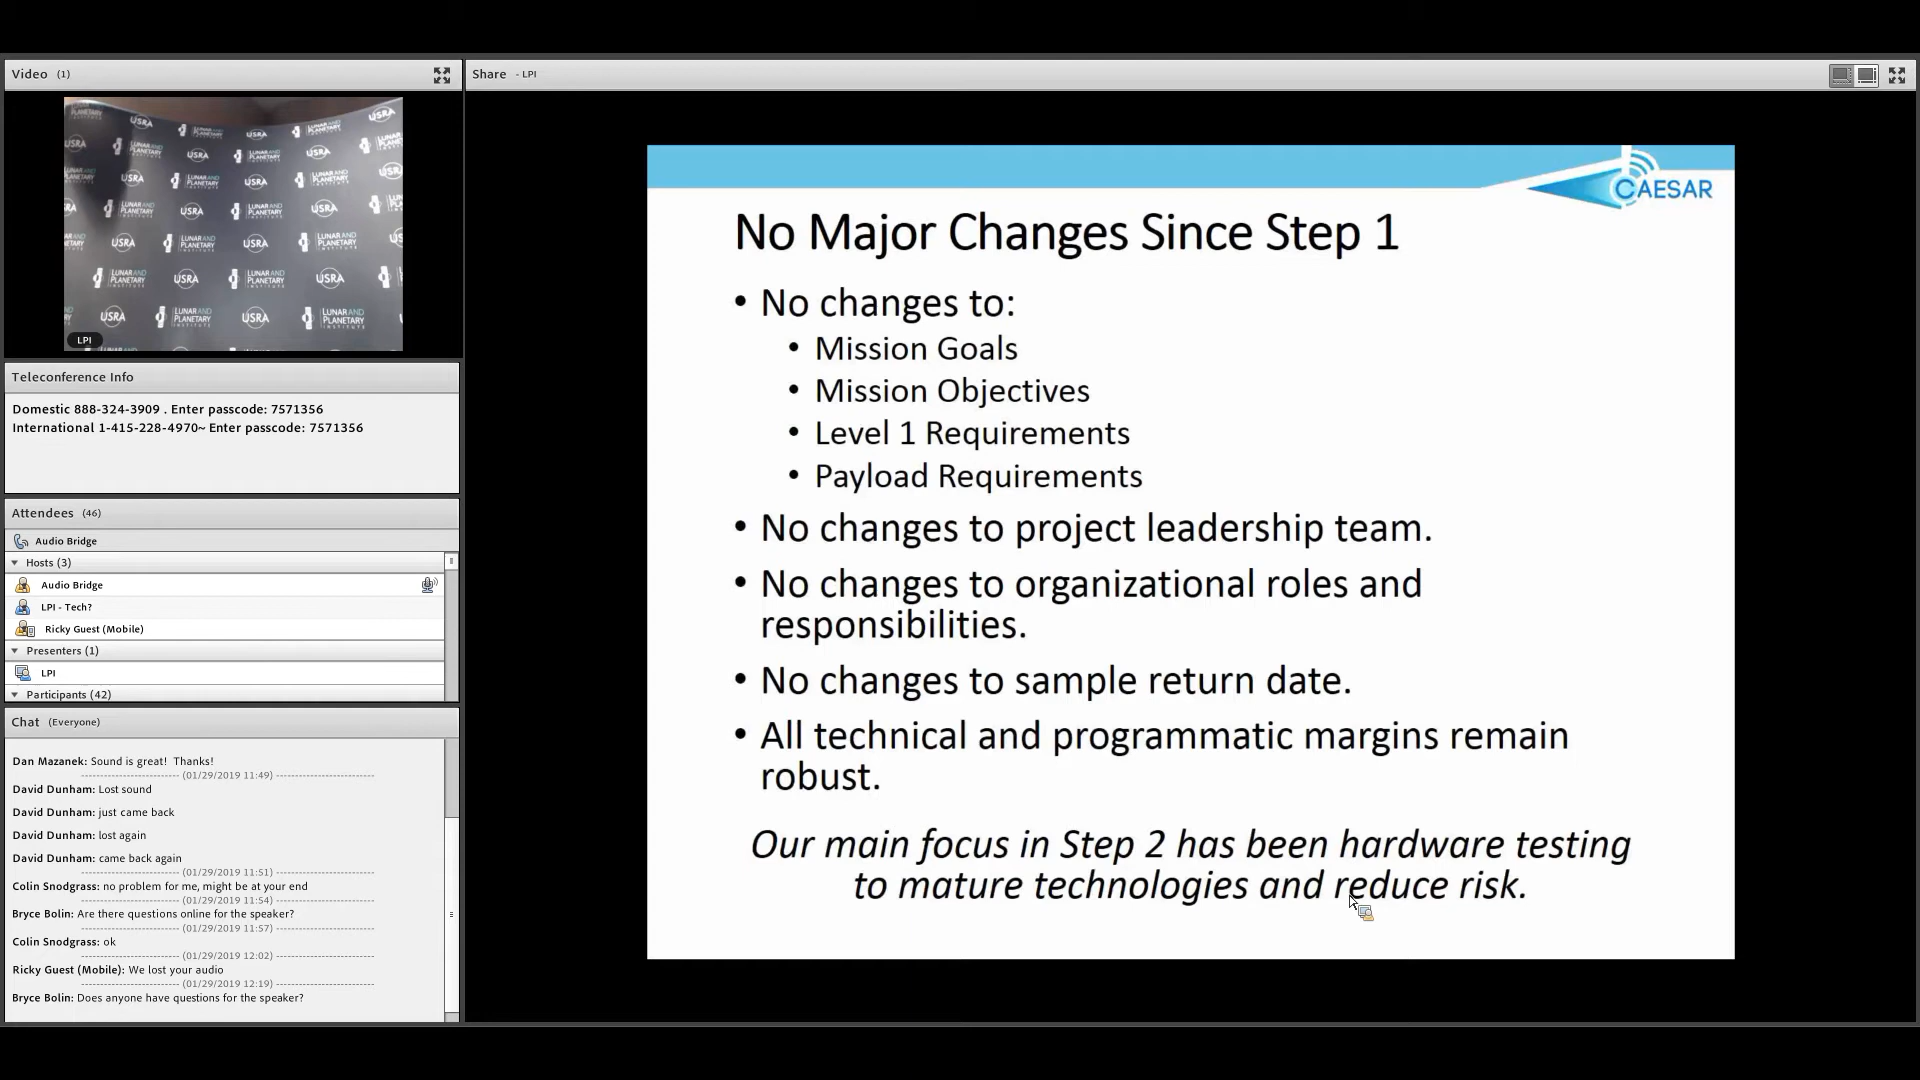 Video (1)
USRA
LUNAR AND PLANETARY INSTITUTE
LPI
Teleconference Info
Domestic 888-324-3909 . Enter passcode: 7571356
International 1-415-228-4970~ Enter passcode: 7571356
Attendees (46)
Audio Bridge
Hosts (3)
Audio Bridge
LPI - Tech?
Ricky Guest (Mobile)
Presenters (1)
LPI
Participants (42)
Chat (Everyone)
Dan Mazanek: Sound is great! Thanks!
------------------------ (01/29/2019 11:49) ------------------------
David Dunham: Lost sound
David Dunham: just came back
David Dunham: lost again
David Dunham: came back again
------------------------ (01/29/2019 11:51) ------------------------
Colin Snodgrass: no problem for me, might be at your end
------------------------ (01/29/2019 11:54) ------------------------
Bryce Bolin: Are there questions online for the speaker?
------------------------ (01/29/2019 11:57) ------------------------
Colin Snodgrass: ok
------------------------ (01/29/2019 12:02) ------------------------
Ricky Guest (Mobile): We lost your audio
------------------------ (01/29/2019 12:19) ------------------------
Bryce Bolin: Does anyone have questions for the speaker?
Share - LPI
CAESAR
No Major Changes Since Step 1
• No changes to:
• Mission Goals
• Mission Objectives
• Level 1 Requirements
• Payload Requirements
• No changes to project leadership team.
• No changes to organizational roles and
responsibilities.
• No changes to sample return date.
• All technical and programmatic margins remain
robust.
Our main focus in Step 2 has been hardware testing
to mature technologies and reduce risk.